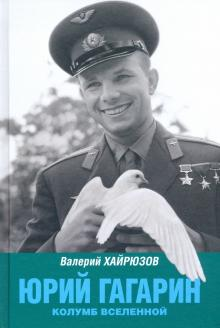 Валерий ХАЙРЮЗОВ
ЮРИЙ ГАГАРИН
КОЛУМБ ВСЕЛЕННОЙ